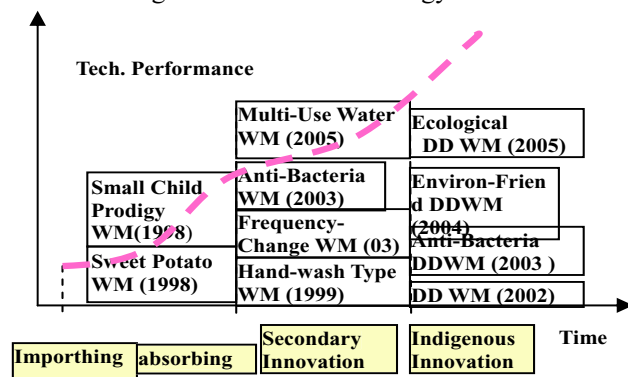 Tech. Performance
Multi-Use Water
WM (2005)
Ecological
DD WM (2005)
Anti-Bacteria
WM (2003)
Environ-Frien
d DDWM
(2004)
Small Child
Prodigy
WM(1998)
Frequency-
Change WM (03)
Anti-Bacteria
DDWM (2003 )
Sweet Potato
WM (1998)
Hand-wash Type
WM (1999)
DD WM (2002)
Time
Importhing
absorbing
Secondary
Innovation
Indigenous
Innovation